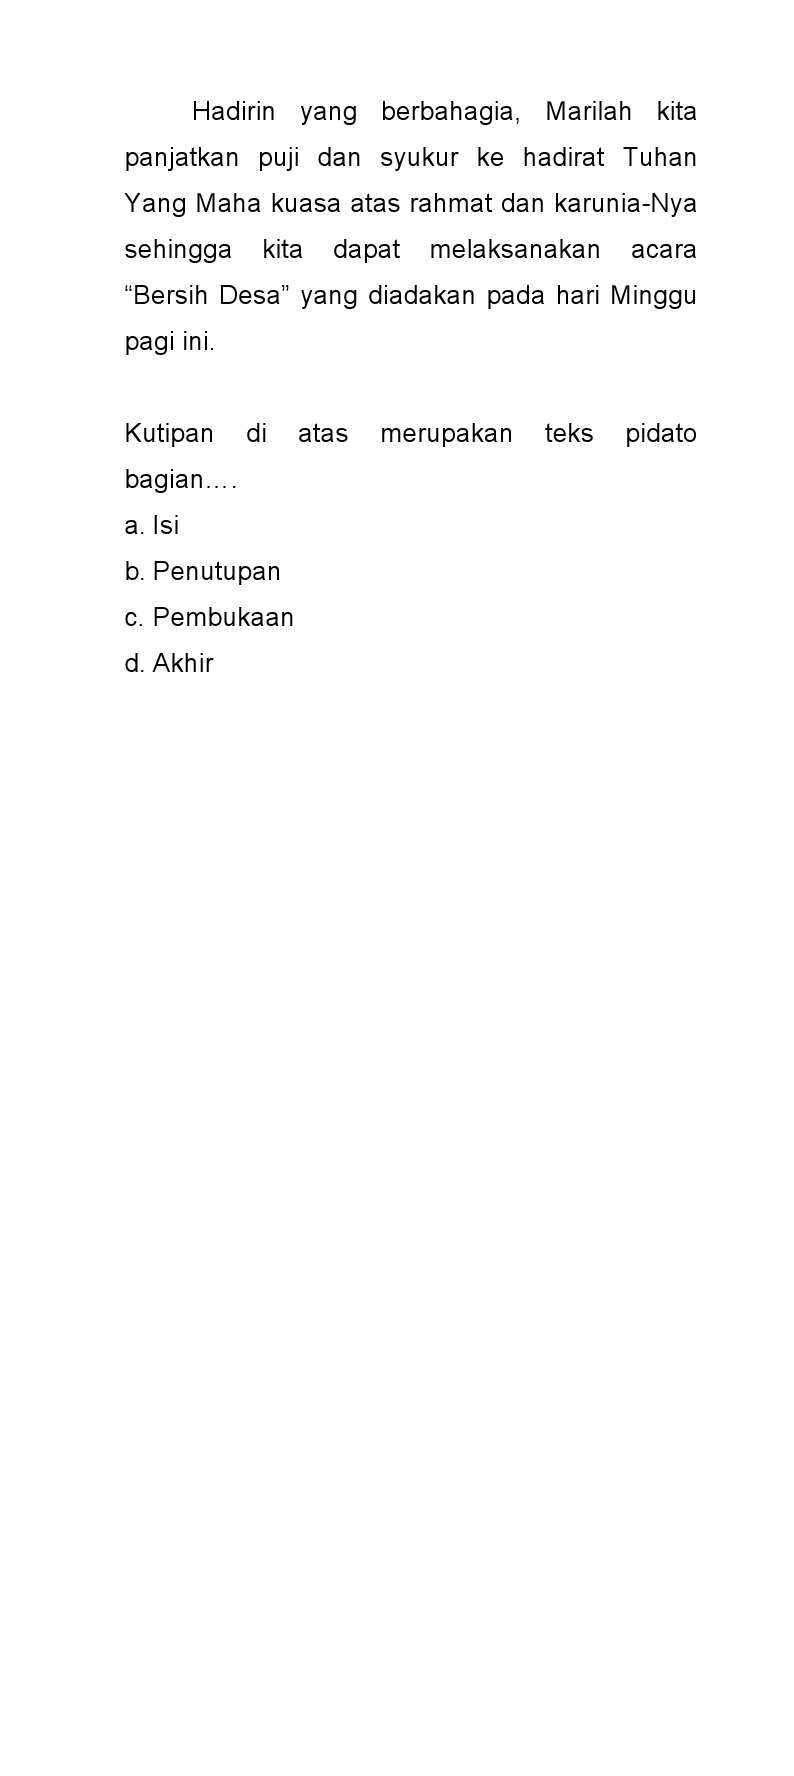 Hadirin yang berbahagia, Marilah kita
panjatkan puji dan syukur ke hadirat Tuhan
Yang Maha kuasa atas rahmat dan karunia-Nya
sehingga kita dapat melaksanakan acara
“Bersih Desa” yang diadakan pada hari Minggu
pagi ini.
Kutipan di atas merupakan teks pidato
bagian….
a. Isi
b. Penutupan
c. Pembukaan
d. Akhir